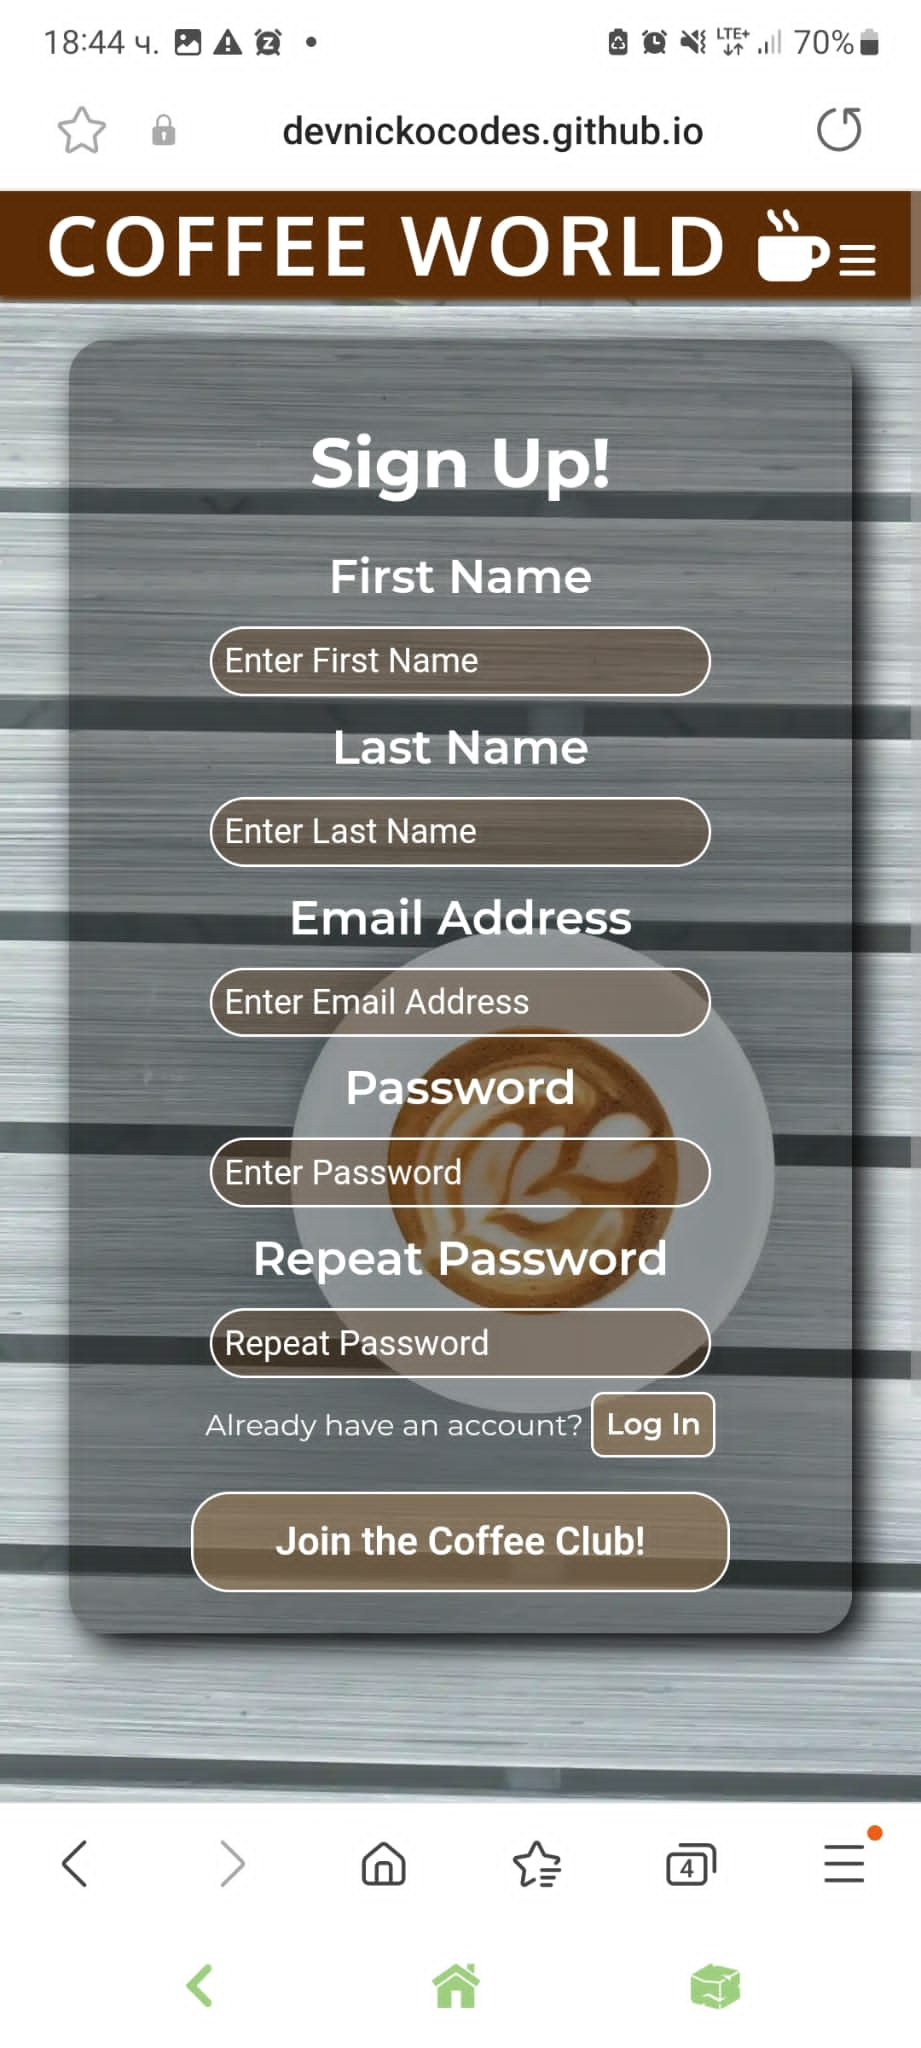 18:44 ч. LTE+ 70%
devnickocodes.github.io
COFFEE WORLD
Sign Up!
First Name
Enter First Name
Last Name
Enter Last Name
Email Address
Enter Email Address
Password
Enter Password
Repeat Password
Repeat Password
Already have an account? Log In
Join the Coffee Club!
4